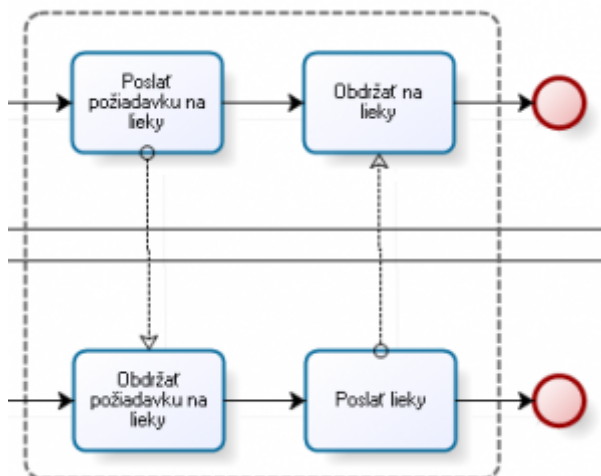 Poslať
požiadavku na
lieky
Obdržať na
lieky
Obdržať
požiadavku na
lieky
Poslať lieky